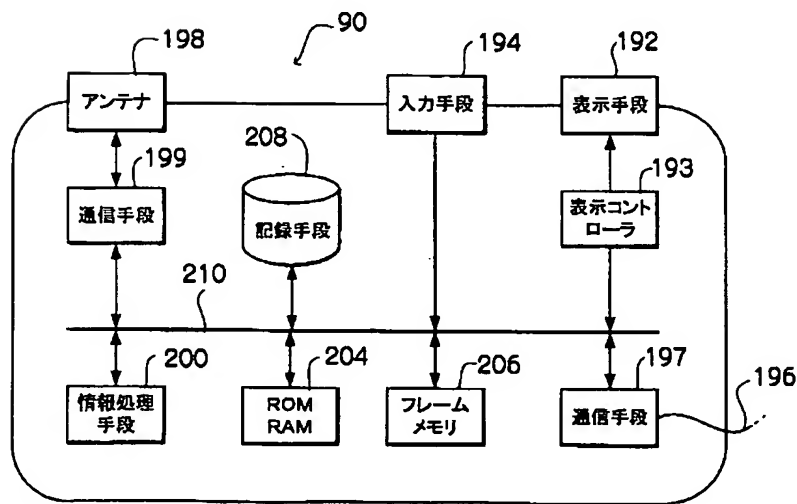 198
90
194
192
アンテナ
入力手段
表示手段
199
208
193
通信手段
記録手段
表示コント
ローラ
210
200
204
206
197
196
情報処理
手段
ROM
RAM
フレーム
メモリ
通信手段